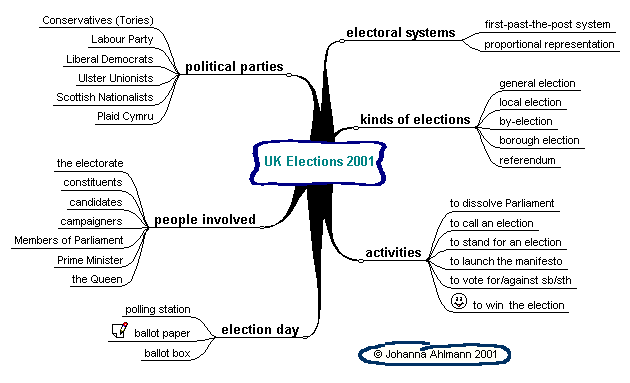 UK Elections 2001
political parties
Conservatives (Tories)
Labour Party
Liberal Democrats
Ulster Unionists
Scottish Nationalists
Plaid Cymru
people involved
the electorate
constituents
candidates
campaigners
Members of Parliament
Prime Minister
the Queen
election day
polling station
ballot paper
ballot box
electoral systems
first-past-the-post system
proportional representation
kinds of elections
general election
local election
by-election
borough election
referendum
activities
to dissolve Parliament
to call an election
to stand for an election
to launch the manifesto
to vote for/against sb/sth
to win the election
© Johanna Ahlmann 2001